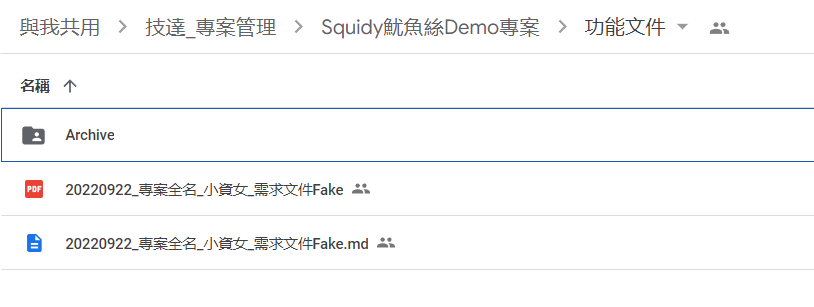 與我共用 > 技達_專案管理 > Squidy魷魚絲Demo專案 > 功能文件
名稱
Archive
PDF 20220922_專案全名_小資女_需求文件Fake
20220922_專案全名_小資女_需求文件Fake.md